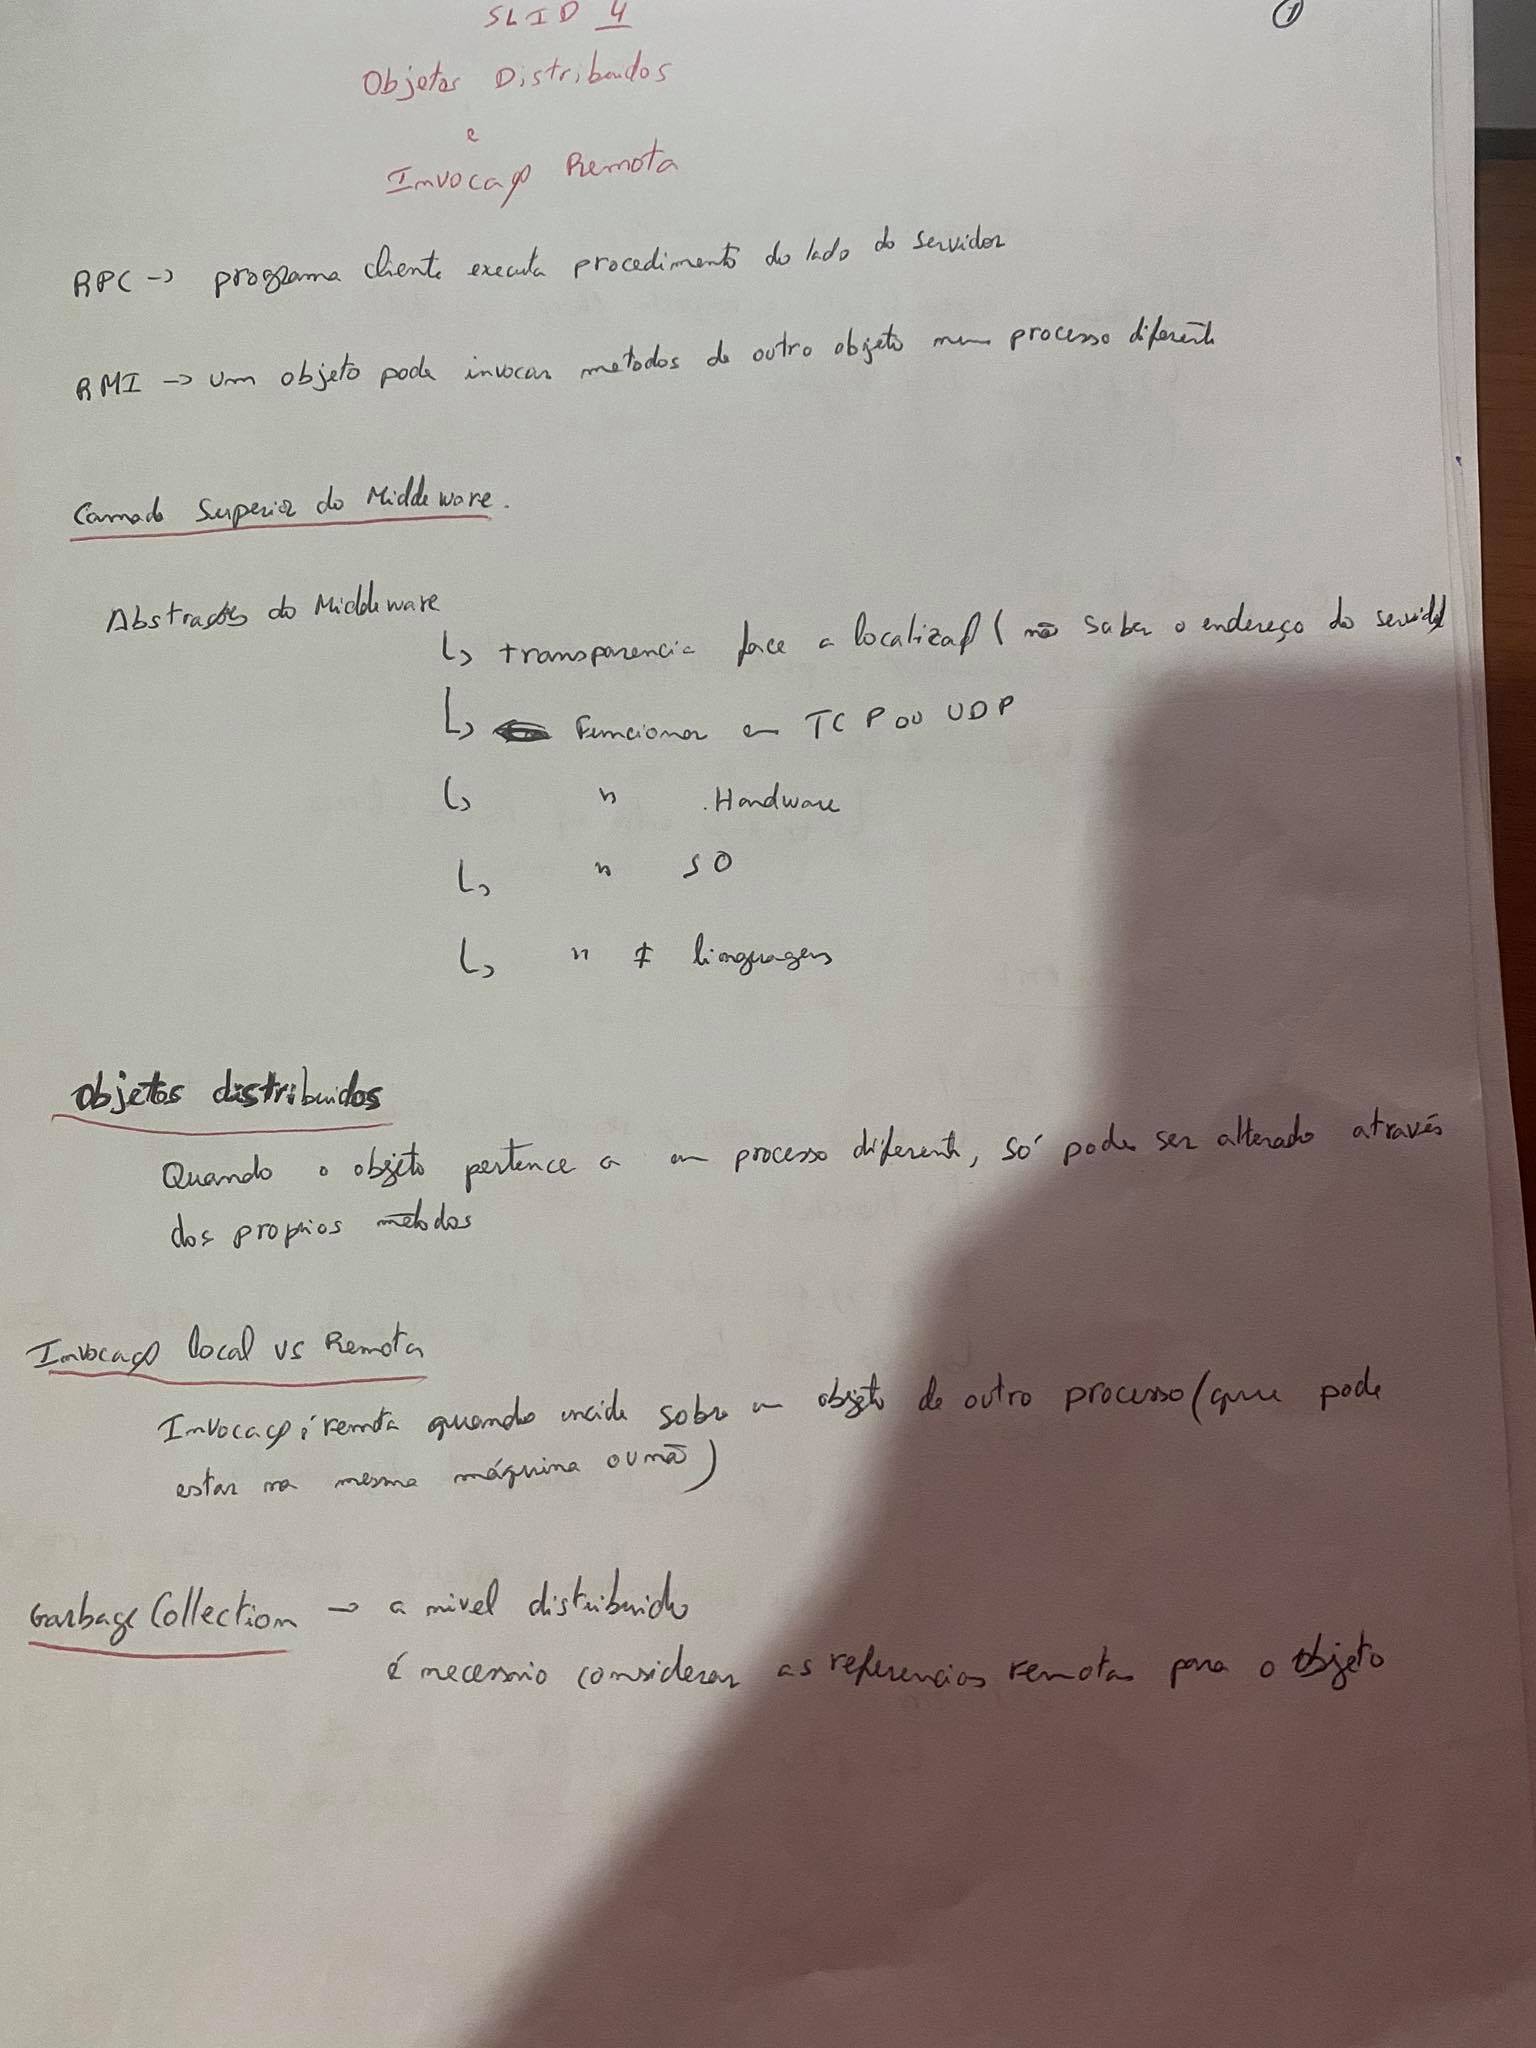 SLID 4
①
Objetos Distribuidos
e
Invocaçº Remota
RPC -> programa cliente executa procedimento do lado do servidor
RMI -> um objeto pode invocar metodos de outro objeto num processo diferente
Camada Superior do Middleware.
Abstrações do Middleware
↳ transparencia face a localizaçº ( não saber o endereço do servidor
↳ Funcionar em TCP ou UDP
↳ " Hardware
↳ " SO
↳ " ≠ linguagens
Objetos distribuidos
Quando o objeto pertence a um processo diferente, só pode ser alterado através
dos proprios metodos
Invocaçº local vs Remota
Invocaçº é remota quando incide sobre um objeto de outro processo (que pode
estar na mesma máquina ou não)
Garbage Collection -> a nivel distribuido
é necessario considerar as referencias remotas para o objeto